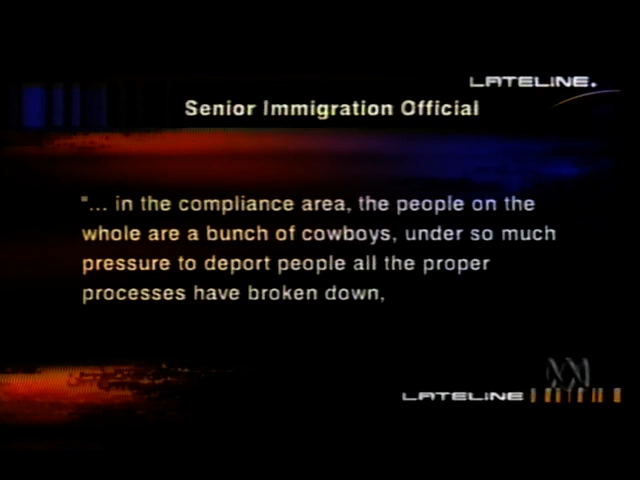 LATELINE.
Senior Immigration Official
"... in the compliance area, the people on the
whole are a bunch of cowboys, under so much
pressure to deport people all the proper
processes have broken down,
LATELINE